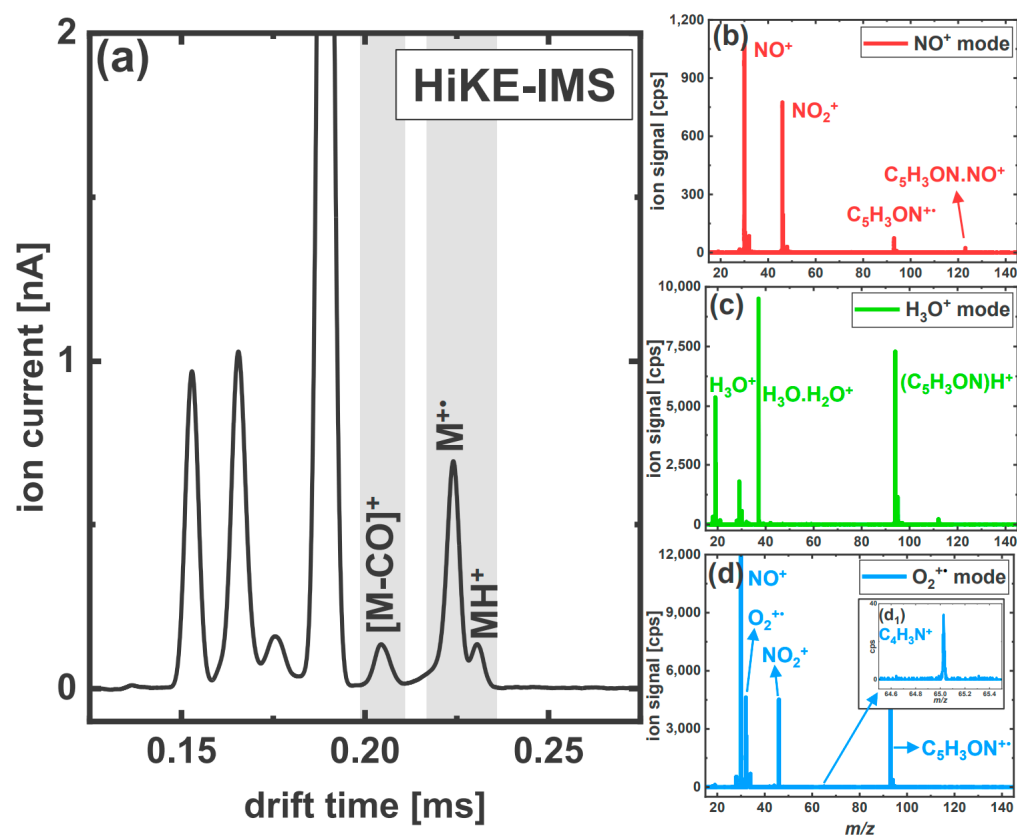 (a)
HiKE-IMS
2
1
0
ion current [nA]
[M-CO]⁺
M⁺•
MH⁺
0.15 0.20 0.25
drift time [ms]
(b)
NO⁺ mode
1,200
900
600
300
0
ion signal [cps]
NO⁺
NO₂⁺
C₅H₃ON.NO⁺
C₅H₃ON⁺•
20 40 60 80 100 120 140
(c)
H₃O⁺ mode
10,000
7,500
5,000
2,500
0
ion signal [cps]
H₃O⁺
H₃O.H₂O⁺
(C₅H₃ON)H⁺
20 40 60 80 100 120 140
(d)
O₂⁺• mode
12,000
9,000
6,000
3,000
0
ion signal [cps]
NO⁺
O₂⁺•
NO₂⁺
C₅H₃ON⁺•
(d₁)
C₄H₃N⁺
40
0
cps
64.6 64.8 65.0 65.2 65.4
m/z
20 40 60 80 100 120 140
m/z